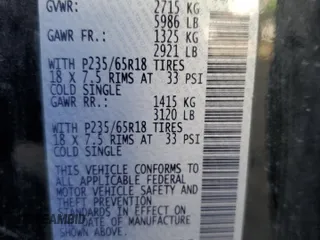 GVWR: 2715 KG
5986 LB
GAWR FR.: 1325 KG
2921 LB
WITH P235/65R18 TIRES
18 X 7.5 RIMS AT 33 PSI
COLD SINGLE
GAWR RR.: 1415 KG
3120 LB
WITH P235/65R18 TIRES
18 X 7.5 RIMS AT 33 PSI
COLD SINGLE
THIS VEHICLE CONFORMS TO
ALL APPLICABLE FEDERAL
MOTOR VEHICLE SAFETY AND
THEFT PREVENTION
STANDARDS IN EFFECT ON
DATE OF MANUFACTURE
SHOWN ABOVE.